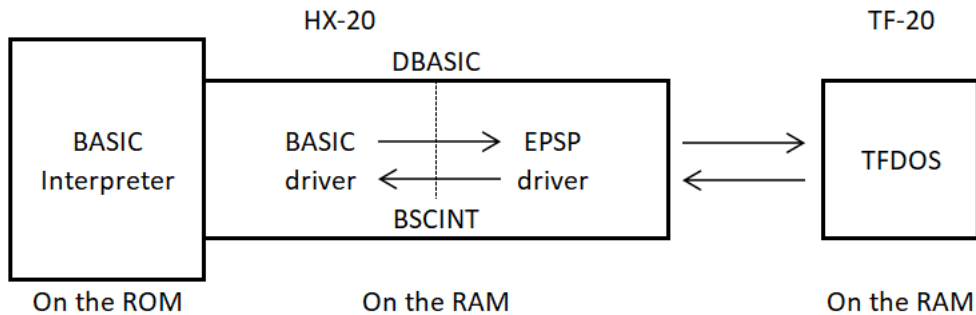 HX-20
TF-20
DBASIC
BASIC
Interpreter
BASIC
driver
EPSP
driver
TFDOS
BSCINT
On the ROM
On the RAM
On the RAM